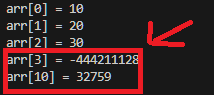 arr[0] = 10
arr[1] = 20
arr[2] = 30
arr[3] = -444211128
arr[10] = 32759